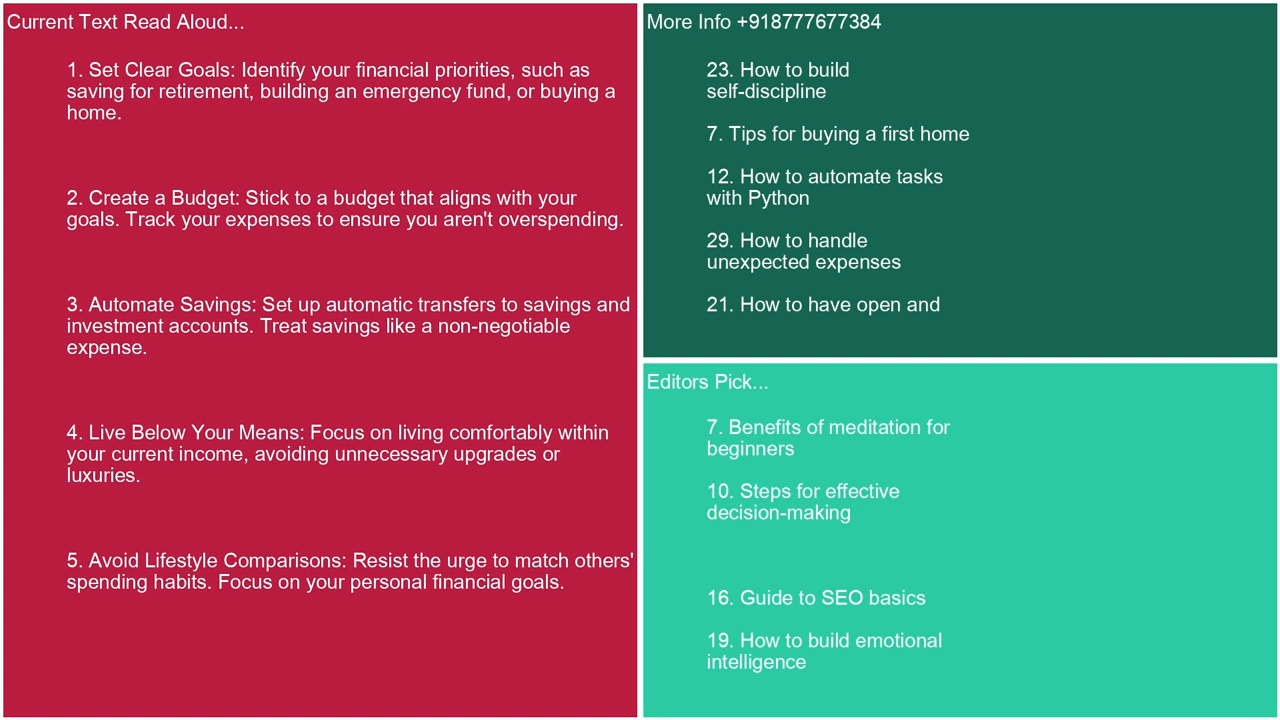 Current Text Read Aloud...
1. Set Clear Goals: Identify your financial priorities, such as
saving for retirement, building an emergency fund, or buying a
home.
2. Create a Budget: Stick to a budget that aligns with your
goals. Track your expenses to ensure you aren't overspending.
3. Automate Savings: Set up automatic transfers to savings and
investment accounts. Treat savings like a non-negotiable
expense.
4. Live Below Your Means: Focus on living comfortably within
your current income, avoiding unnecessary upgrades or
luxuries.
5. Avoid Lifestyle Comparisons: Resist the urge to match others'
spending habits. Focus on your personal financial goals.
More Info +918777677384
23. How to build
self-discipline
7. Tips for buying a first home
12. How to automate tasks
with Python
29. How to handle
unexpected expenses
21. How to have open and
Editors Pick...
7. Benefits of meditation for
beginners
10. Steps for effective
decision-making
16. Guide to SEO basics
19. How to build emotional
intelligence